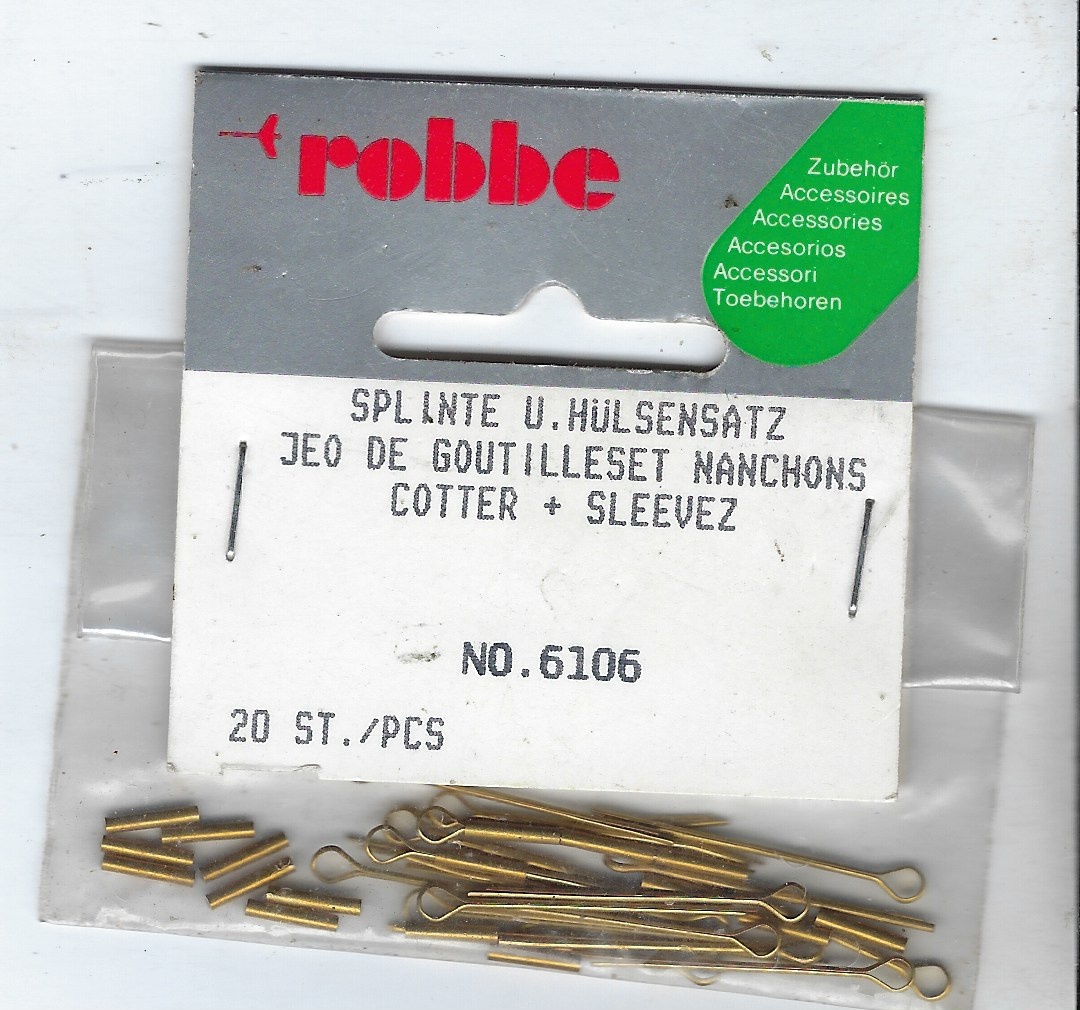 robbe
Zubehör
Accessoires
Accessories
Accesorios
Accessori
Toebehoren
SPLINTE U.HÜLSENSATZ
JEO DE GOUTILLESET NANCHONS
COTTER + SLEEVEZ
NO.6106
20 ST./PCS